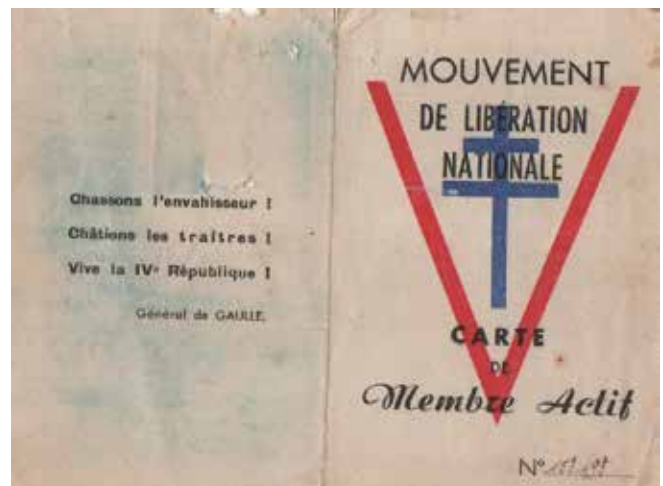 Chassons l'envahisseur !
Châtions les traîtres !
Vive la IVe République !
Général de GAULLE.
MOUVEMENT
DE LIBÉRATION
NATIONALE
CARTE
DE
Membre Actif
N°